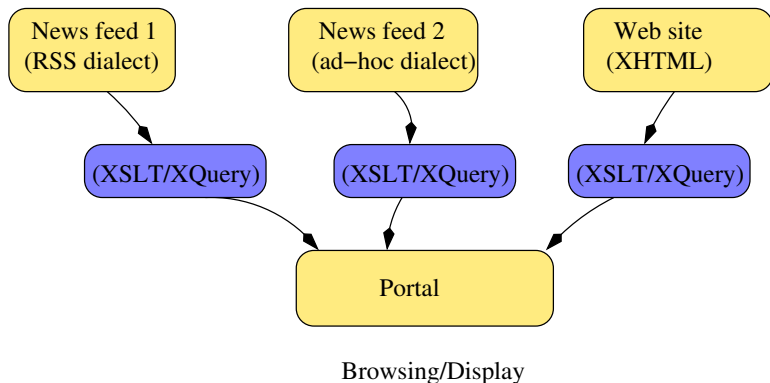 News feed 1
(RSS dialect)
News feed 2
(ad−hoc dialect)
Web site
(XHTML)
(XSLT/XQuery)
(XSLT/XQuery)
(XSLT/XQuery)
Portal
Browsing/Display